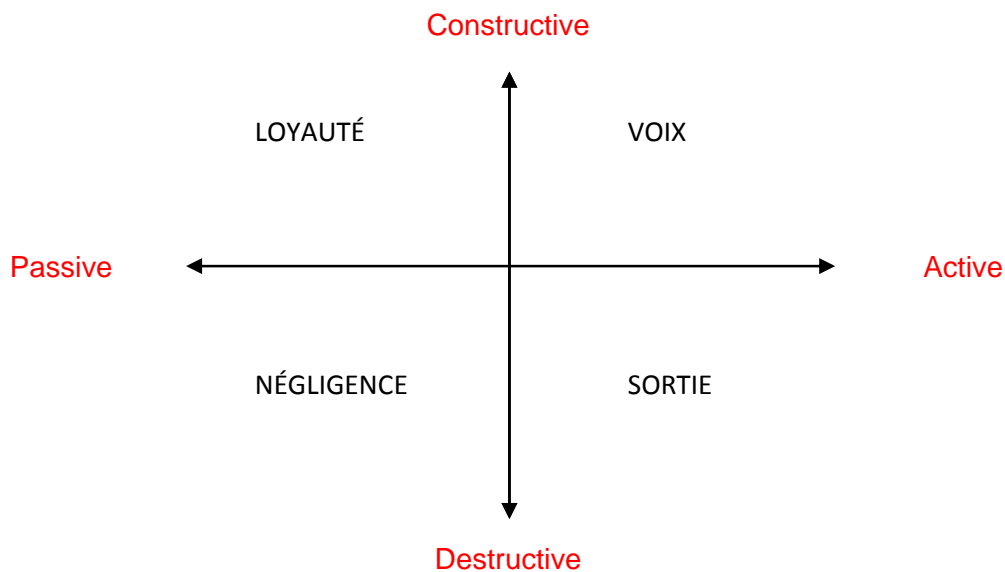 Constructive
LOYAUTÉ VOIX
Passive Active
NÉGLIGENCE SORTIE
Destructive